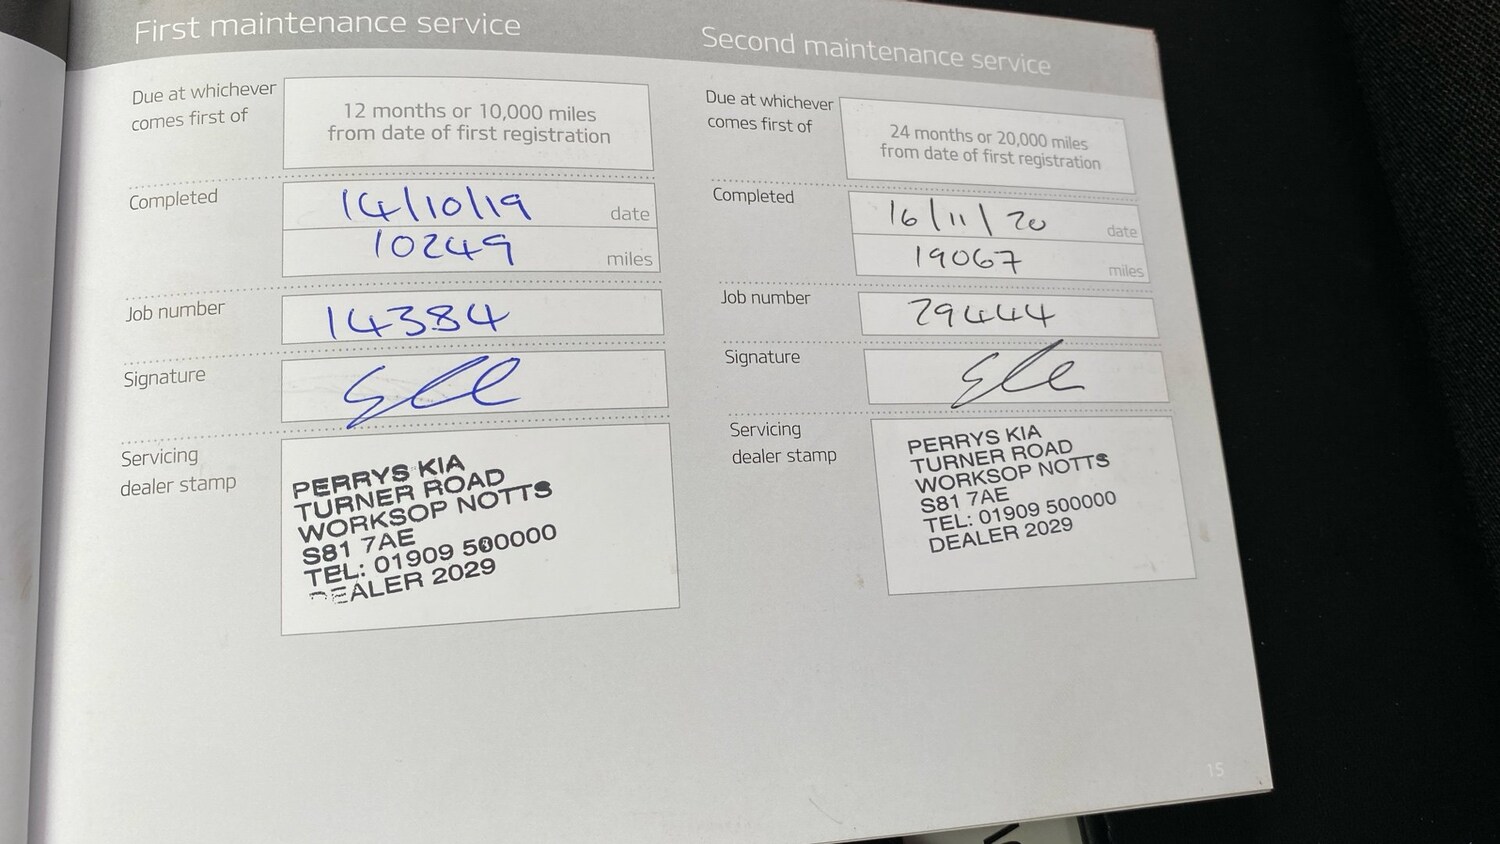 First maintenance service
Due at whichever
comes first of
12 months or 10,000 miles
from date of first registration
Completed
14/10/19 date
10249 miles
Job number
14384
Signature
Servicing
dealer stamp
PERRYS KIA
TURNER ROAD
WORKSOP NOTTS
S81 7AE
TEL: 01909 500000
DEALER 2029
Second maintenance service
Due at whichever
comes first of
24 months or 20,000 miles
from date of first registration
Completed
16/11/20 date
19067 miles
Job number
29444
Signature
Servicing
dealer stamp
PERRYS KIA
TURNER ROAD
WORKSOP NOTTS
S81 7AE
TEL: 01909 500000
DEALER 2029
15